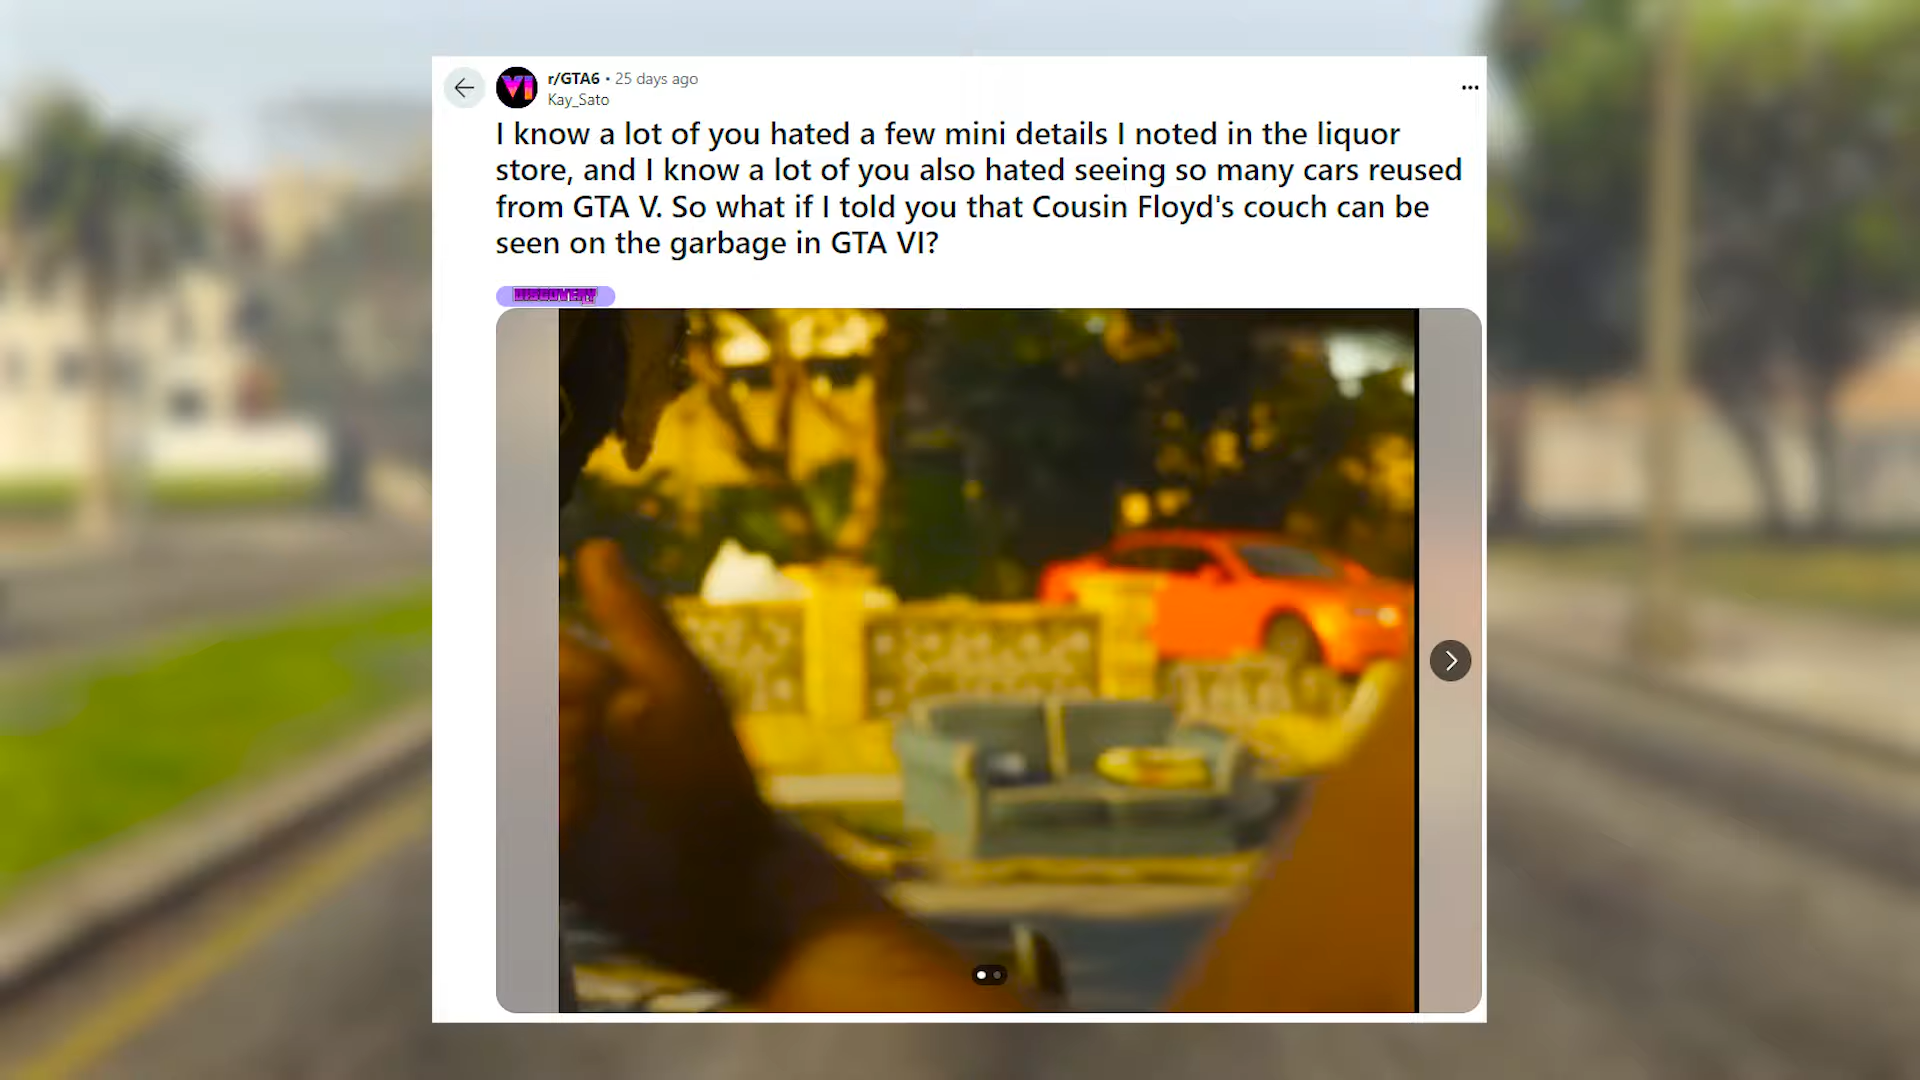 VI
r/GTA6 • 25 days ago
Kay_Sato
I know a lot of you hated a few mini details I noted in the liquor
store, and I know a lot of you also hated seeing so many cars reused
from GTA V. So what if I told you that Cousin Floyd's couch can be
seen on the garbage in GTA VI?
DISCOVERY